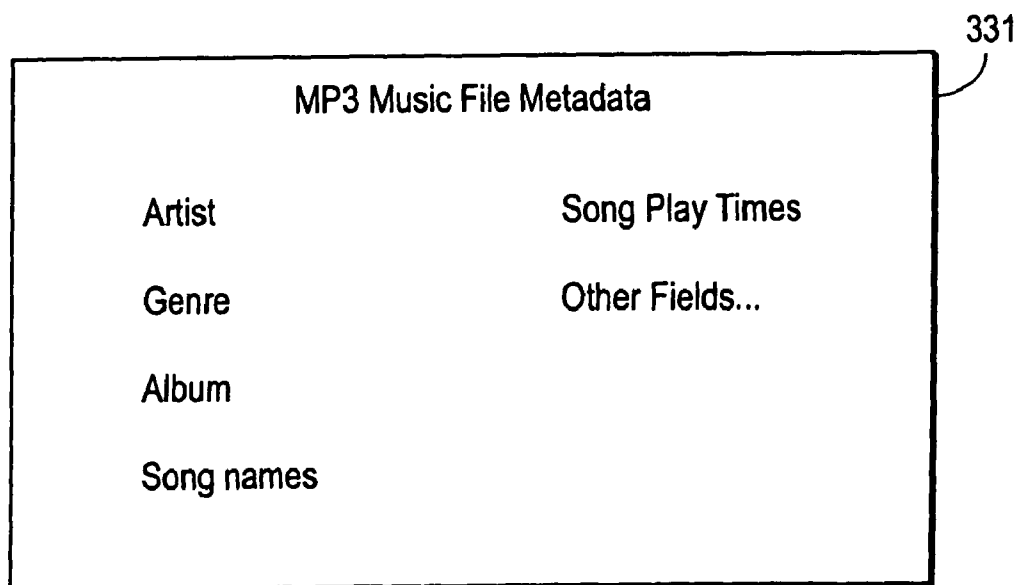 331
MP3 Music File Metadata
Artist
Genre
Album
Song names
Song Play Times
Other Fields...